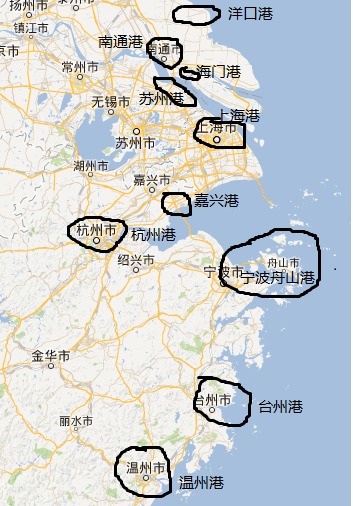 扬州市
泰州市
洋口港
镇江市
南通港
南通市
常州市
海门港
无锡市
苏州港
上海港
上海市
苏州市
湖州市
嘉兴市
嘉兴港
杭州市
杭州港
绍兴市
舟山市
宁波市
宁波舟山港
金华市
台州市
台州港
丽水市
温州市
温州港